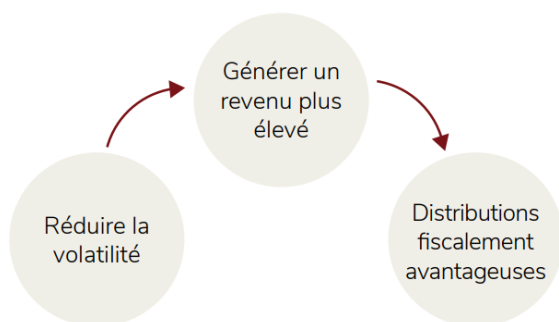 Générer un
revenu plus
élevé
Réduire la
volatilité
Distributions
fiscalement
avantageuses